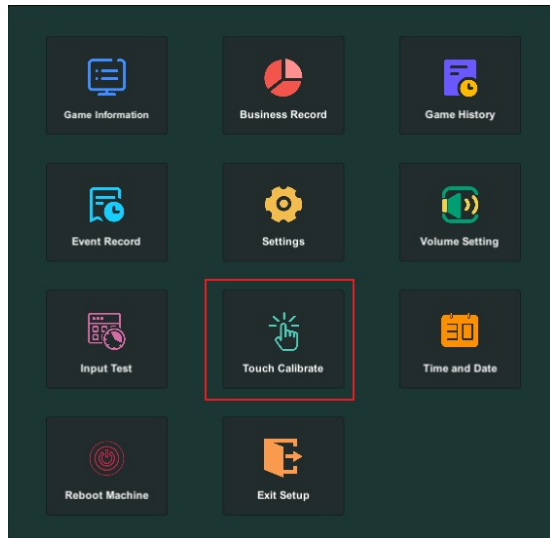 Game Information
Business Record
Game History
Event Record
Settings
Volume Setting
Input Test
Touch Calibrate
30
Time and Date
Reboot Machine
Exit Setup